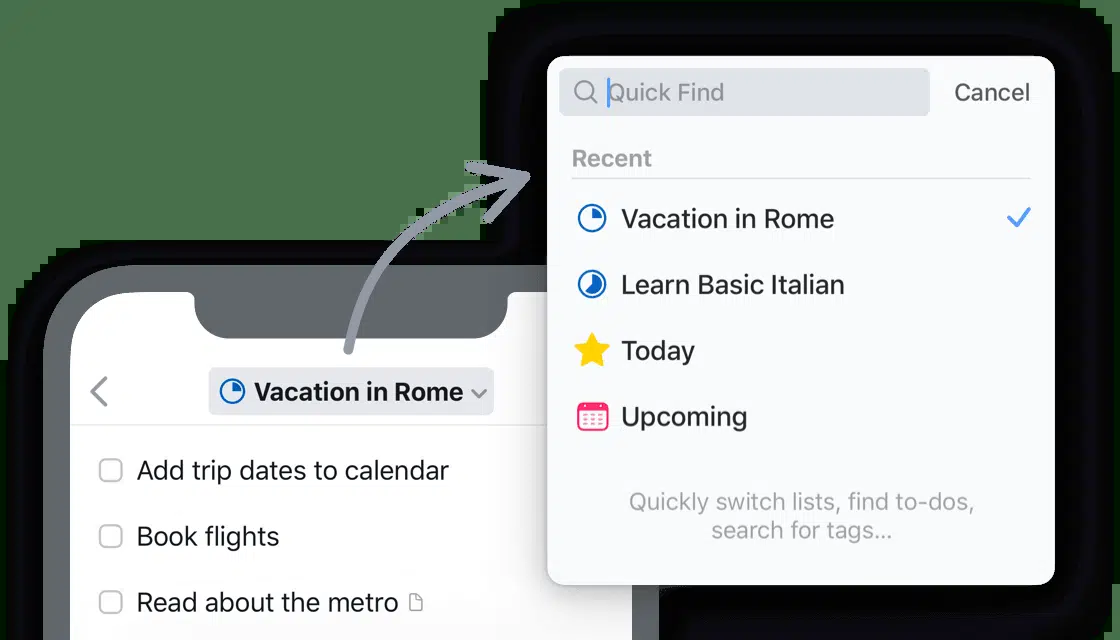 Quick Find
Cancel
Recent
Vacation in Rome
Learn Basic Italian
Today
Upcoming
Quickly switch lists, find to-dos,
search for tags...
Vacation in Rome
Add trip dates to calendar
Book flights
Read about the metro